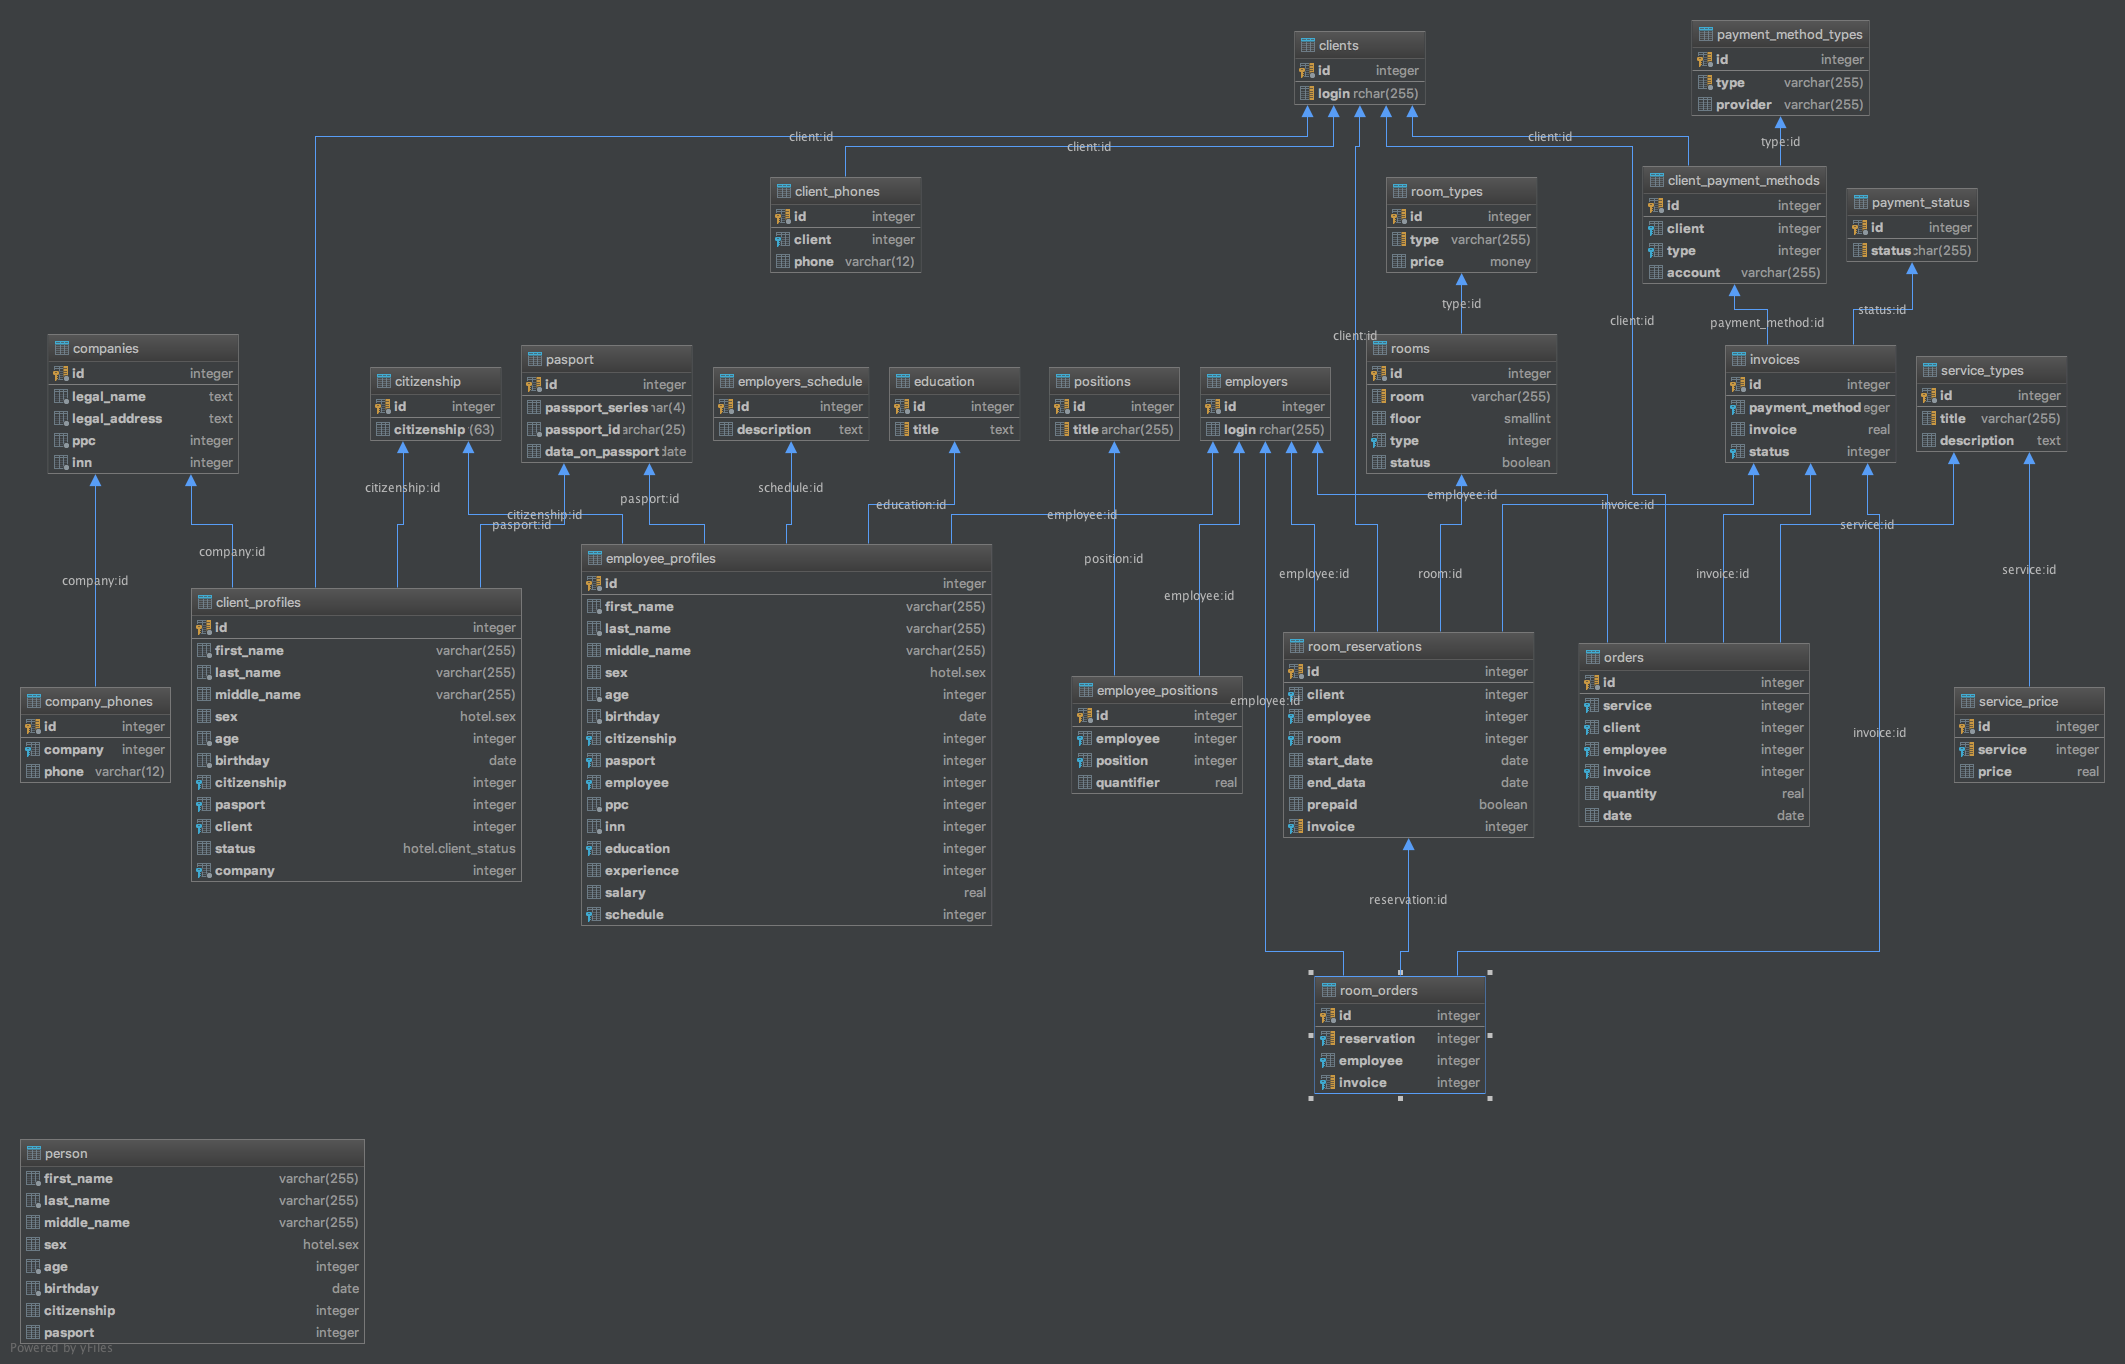 clients
id integer
login rchar(255)
payment_method_types
id integer
type varchar(255)
provider varchar(255)
client:id
client:id
client:id
type:id
client_phones
id integer
client integer
phone varchar(12)
room_types
id integer
type varchar(255)
price money
client_payment_methods
id integer
client integer
type integer
account varchar(255)
payment_status
id integer
status char(255)
type:id
client:id
client:id
payment_method:id
status:id
companies
id integer
legal_name text
legal_address text
ppc integer
inn integer
citizenship
id integer
citizenship (63)
pasport
id integer
passport_series har(4)
passport_id archar(25)
data_on_passport date
employers_schedule
id integer
description text
education
id integer
title text
positions
id integer
title archar(255)
employers
id integer
login rchar(255)
rooms
id integer
room varchar(255)
floor smallint
type integer
status boolean
invoices
id integer
payment_method eger
invoice real
status integer
service_types
id integer
title varchar(255)
description text
citizenship:id
pasport:id
schedule:id
education:id
employee:id
citizenship:id
pasport:id
employee:id
invoice:id
service:id
company:id
company:id
position:id
employee:id
employee:id
room:id
invoice:id
service:id
client_profiles
id integer
first_name varchar(255)
last_name varchar(255)
middle_name varchar(255)
sex hotel.sex
age integer
birthday date
citizenship integer
pasport integer
client integer
status hotel.client_status
company integer
employee_profiles
id integer
first_name varchar(255)
last_name varchar(255)
middle_name varchar(255)
sex hotel.sex
age integer
birthday date
citizenship integer
pasport integer
employee integer
ppc integer
inn integer
education integer
experience integer
salary real
schedule integer
company_phones
id integer
company integer
phone varchar(12)
employee_positions
id integer
employee integer
position integer
quantifier real
employee:id
room_reservations
id integer
client integer
employee integer
room integer
start_date date
end_data date
prepaid boolean
invoice integer
orders
id integer
service integer
client integer
employee integer
invoice integer
quantity real
date date
invoice:id
service_price
id integer
service integer
price real
reservation:id
room_orders
id integer
reservation integer
employee integer
invoice integer
person
first_name varchar(255)
last_name varchar(255)
middle_name varchar(255)
sex hotel.sex
age integer
birthday date
citizenship integer
pasport integer
Powered by yFiles